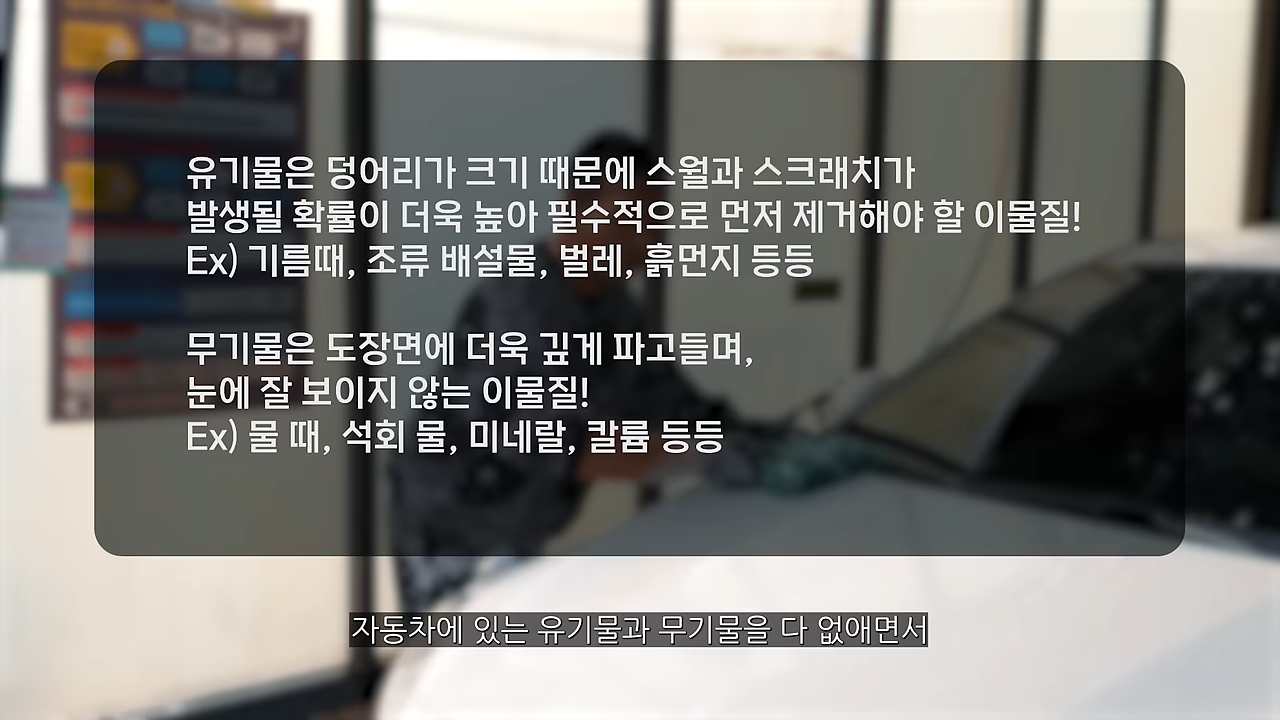 유기물은 덩어리가 크기 때문에 스월과 스크래치가
발생될 확률이 더욱 높아 필수적으로 먼저 제거해야 할 이물질!
Ex) 기름때, 조류 배설물, 벌레, 흙먼지 등등
무기물은 도장면에 더욱 깊게 파고들며,
눈에 잘 보이지 않는 이물질!
Ex) 물 때, 석회 물, 미네랄, 칼륨 등등
자동차에 있는 유기물과 무기물을 다 없애면서